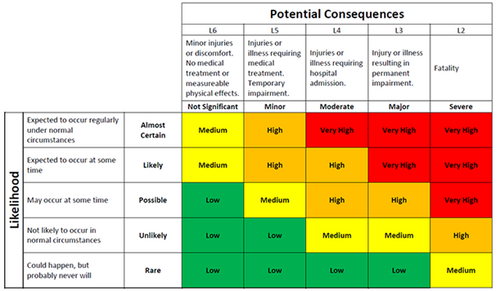 Potential Consequences
L6 L5 L4 L3 L2
Minor injuries
or discomfort.
No medical
treatment or
measureable
physical effects.
Injuries or
illness requiring
medical
treatment.
Temporary
impairment.
Injuries or
illness requiring
hospital
admission.
Injury or illness
resulting in
permanent
impairment.
Fatality
Not Significant Minor Moderate Major Severe
Likelihood
Expected to occur regularly
under normal
circumstances
Almost
Certain
Medium High Very High Very High Very High
Expected to occur at some
time
Likely
Medium High High Very High Very High
May occur at some time
Possible
Low Medium High High Very High
Not likely to occur in
normal circumstances
Unlikely
Low Low Medium Medium High
Could happen, but
probably never will
Rare
Low Low Low Low Medium